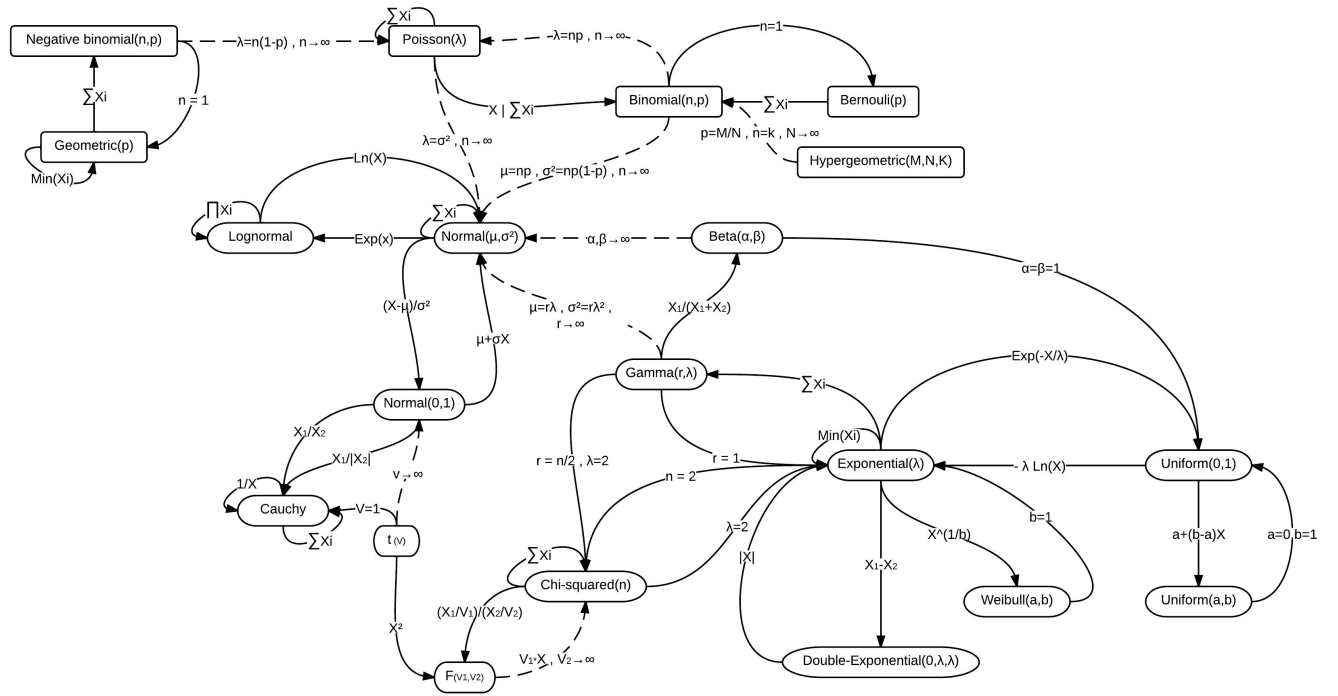 ∑Xi
n=1
Negative binomial(n,p)
λ=n(1-p) , n→∞
Poisson(λ)
λ=np , n→∞
∑Xi
n = 1
X | ∑Xi
Binomial(n,p)
∑Xi
Bernouli(p)
Geometric(p)
λ=σ² , n→∞
p=M/N , n=k , N→∞
Min(Xi)
Ln(X)
μ=np , σ²=np(1-p) , n→∞
Hypergeometric(M,N,K)
∏Xi
∑Xi
Lognormal
Exp(x)
Normal(μ,σ²)
α,β→∞
Beta(α,β)
α=β=1
(X-μ)/σ²
μ=rλ , σ²=rλ² ,
r→∞
X1/(X1+X2)
μ+σX
Exp(-X/λ)
Gamma(r,λ)
∑Xi
Normal(0,1)
X1/X2
X1/|X2|
Min(Xi)
r = n/2 , λ=2
r = 1
Exponential(λ)
- λ Ln(X)
Uniform(0,1)
v→∞
n = 2
1/X
Cauchy
V=1
∑Xi
t (V)
λ=2
b=1
X^(1/b)
a+(b-a)X
a=0,b=1
∑Xi
|X|
X1-X2
Chi-squared(n)
Weibull(a,b)
Uniform(a,b)
(X1/V1)/(X2/V2)
X²
V1*X , V2→∞
Double-Exponential(0,λ,λ)
F(V1,V2)